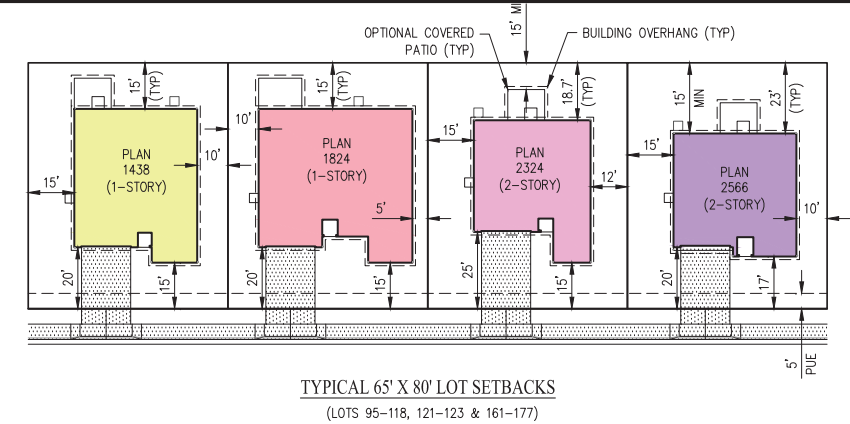 15' MI
OPTIONAL COVERED
PATIO (TYP)
BUILDING OVERHANG (TYP)
15'
(TYP)
15'
(TYP)
18.7'
(TYP)
15'
MIN
23'
(TYP)
10'
15'
15'
PLAN
1438
(1-STORY)
10'
15'
PLAN
1824
(1-STORY)
5'
PLAN
2324
(2-STORY)
12'
PLAN
2566
(2-STORY)
10'
20'
15'
20'
15'
25'
15'
20'
17'
5'
PUE
TYPICAL 65' X 80' LOT SETBACKS
(LOTS 95-118, 121-123 & 161-177)